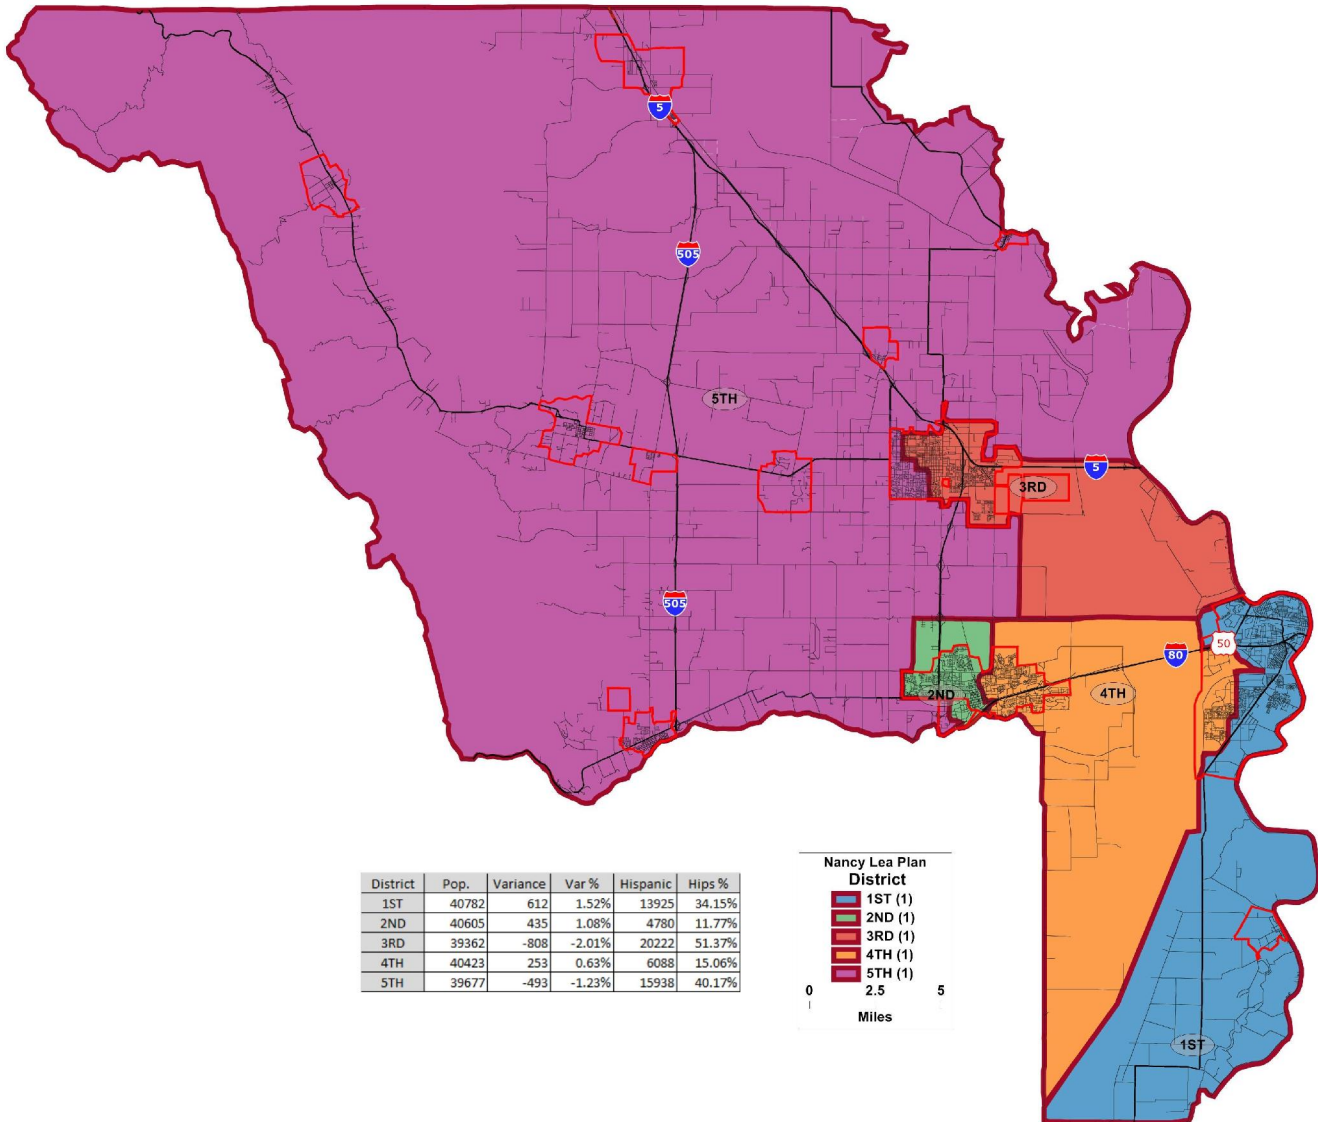 5
505
5TH
5
3RD
505
50
80
2ND
4TH
District Pop. Variance Var % Hispanic Hips %
1ST 40782 612 1.52% 13925 34.15%
2ND 40605 435 1.08% 4780 11.77%
3RD 39362 -808 -2.01% 20222 51.37%
4TH 40423 253 0.63% 6088 15.06%
5TH 39677 -493 -1.23% 15938 40.17%
Nancy Lea Plan
District
1ST (1)
2ND (1)
3RD (1)
4TH (1)
5TH (1)
0 2.5 5
Miles
1ST